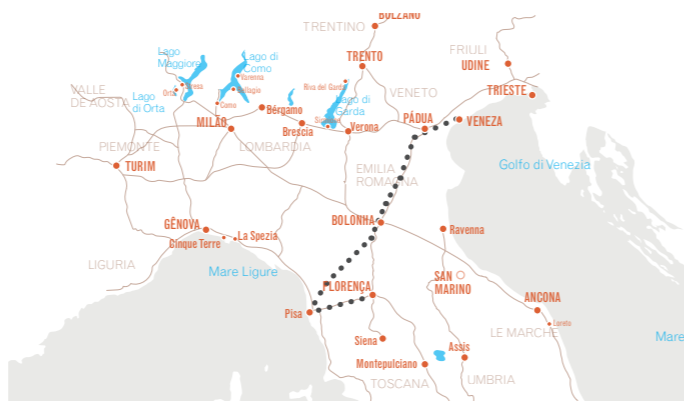 BOLZANO
TRENTINO
FRIULI
Lago
Maggiore
Lago di
Como
TRENTO
UDINE
Varenna
Stresa
Orta
Bellagio
Riva del Garda
VALLE
DE AOSTA
Lago
di Orta
Como
Bérgamo
Lago di
Garda
VENETO
TRIESTE
MILÃO
Brescia
Verona
PÁDUA
VENEZA
PIEMONTE
LOMBARDIA
TURIM
EMILIA
ROMAGNA
Golfo di Venezia
GÊNOVA
BOLONHA
Ravenna
La Spezia
Cinque Terre
LIGURIA
Mare Ligure
SAN
MARINO
FLORENÇA
ANCONA
Pisa
Loreto
LE MARCHE
Mare
Siena
Assis
Montepulciano
TOSCANA
UMBRIA